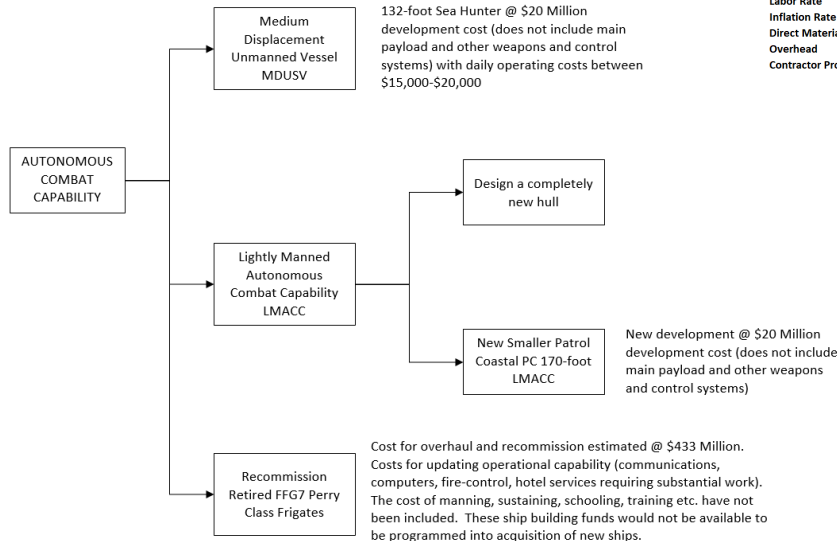 Medium
Displacement
Unmanned Vessel
MDUSV
132-foot Sea Hunter @ $20 Million
development cost (does not include main
payload and other weapons and control
systems) with daily operating costs between
$15,000-$20,000
Labor Rate
Inflation Rate
Direct Materia
Overhead
Contractor Pro
AUTONOMOUS
COMBAT
CAPABILITY
Design a completely
new hull
Lightly Manned
Autonomous
Combat Capability
LMACC
New Smaller Patrol
Coastal PC 170-foot
LMACC
New development @ $20 Million
development cost (does not include
main payload and other weapons
and control systems)
Recommission
Retired FFG7 Perry
Class Frigates
Cost for overhaul and recommission estimated @ $433 Million.
Costs for updating operational capability (communications,
computers, fire-control, hotel services requiring substantial work).
The cost of manning, sustaining, schooling, training etc. have not
been included.  These ship building funds would not be available to
be programmed into acquisition of new ships.